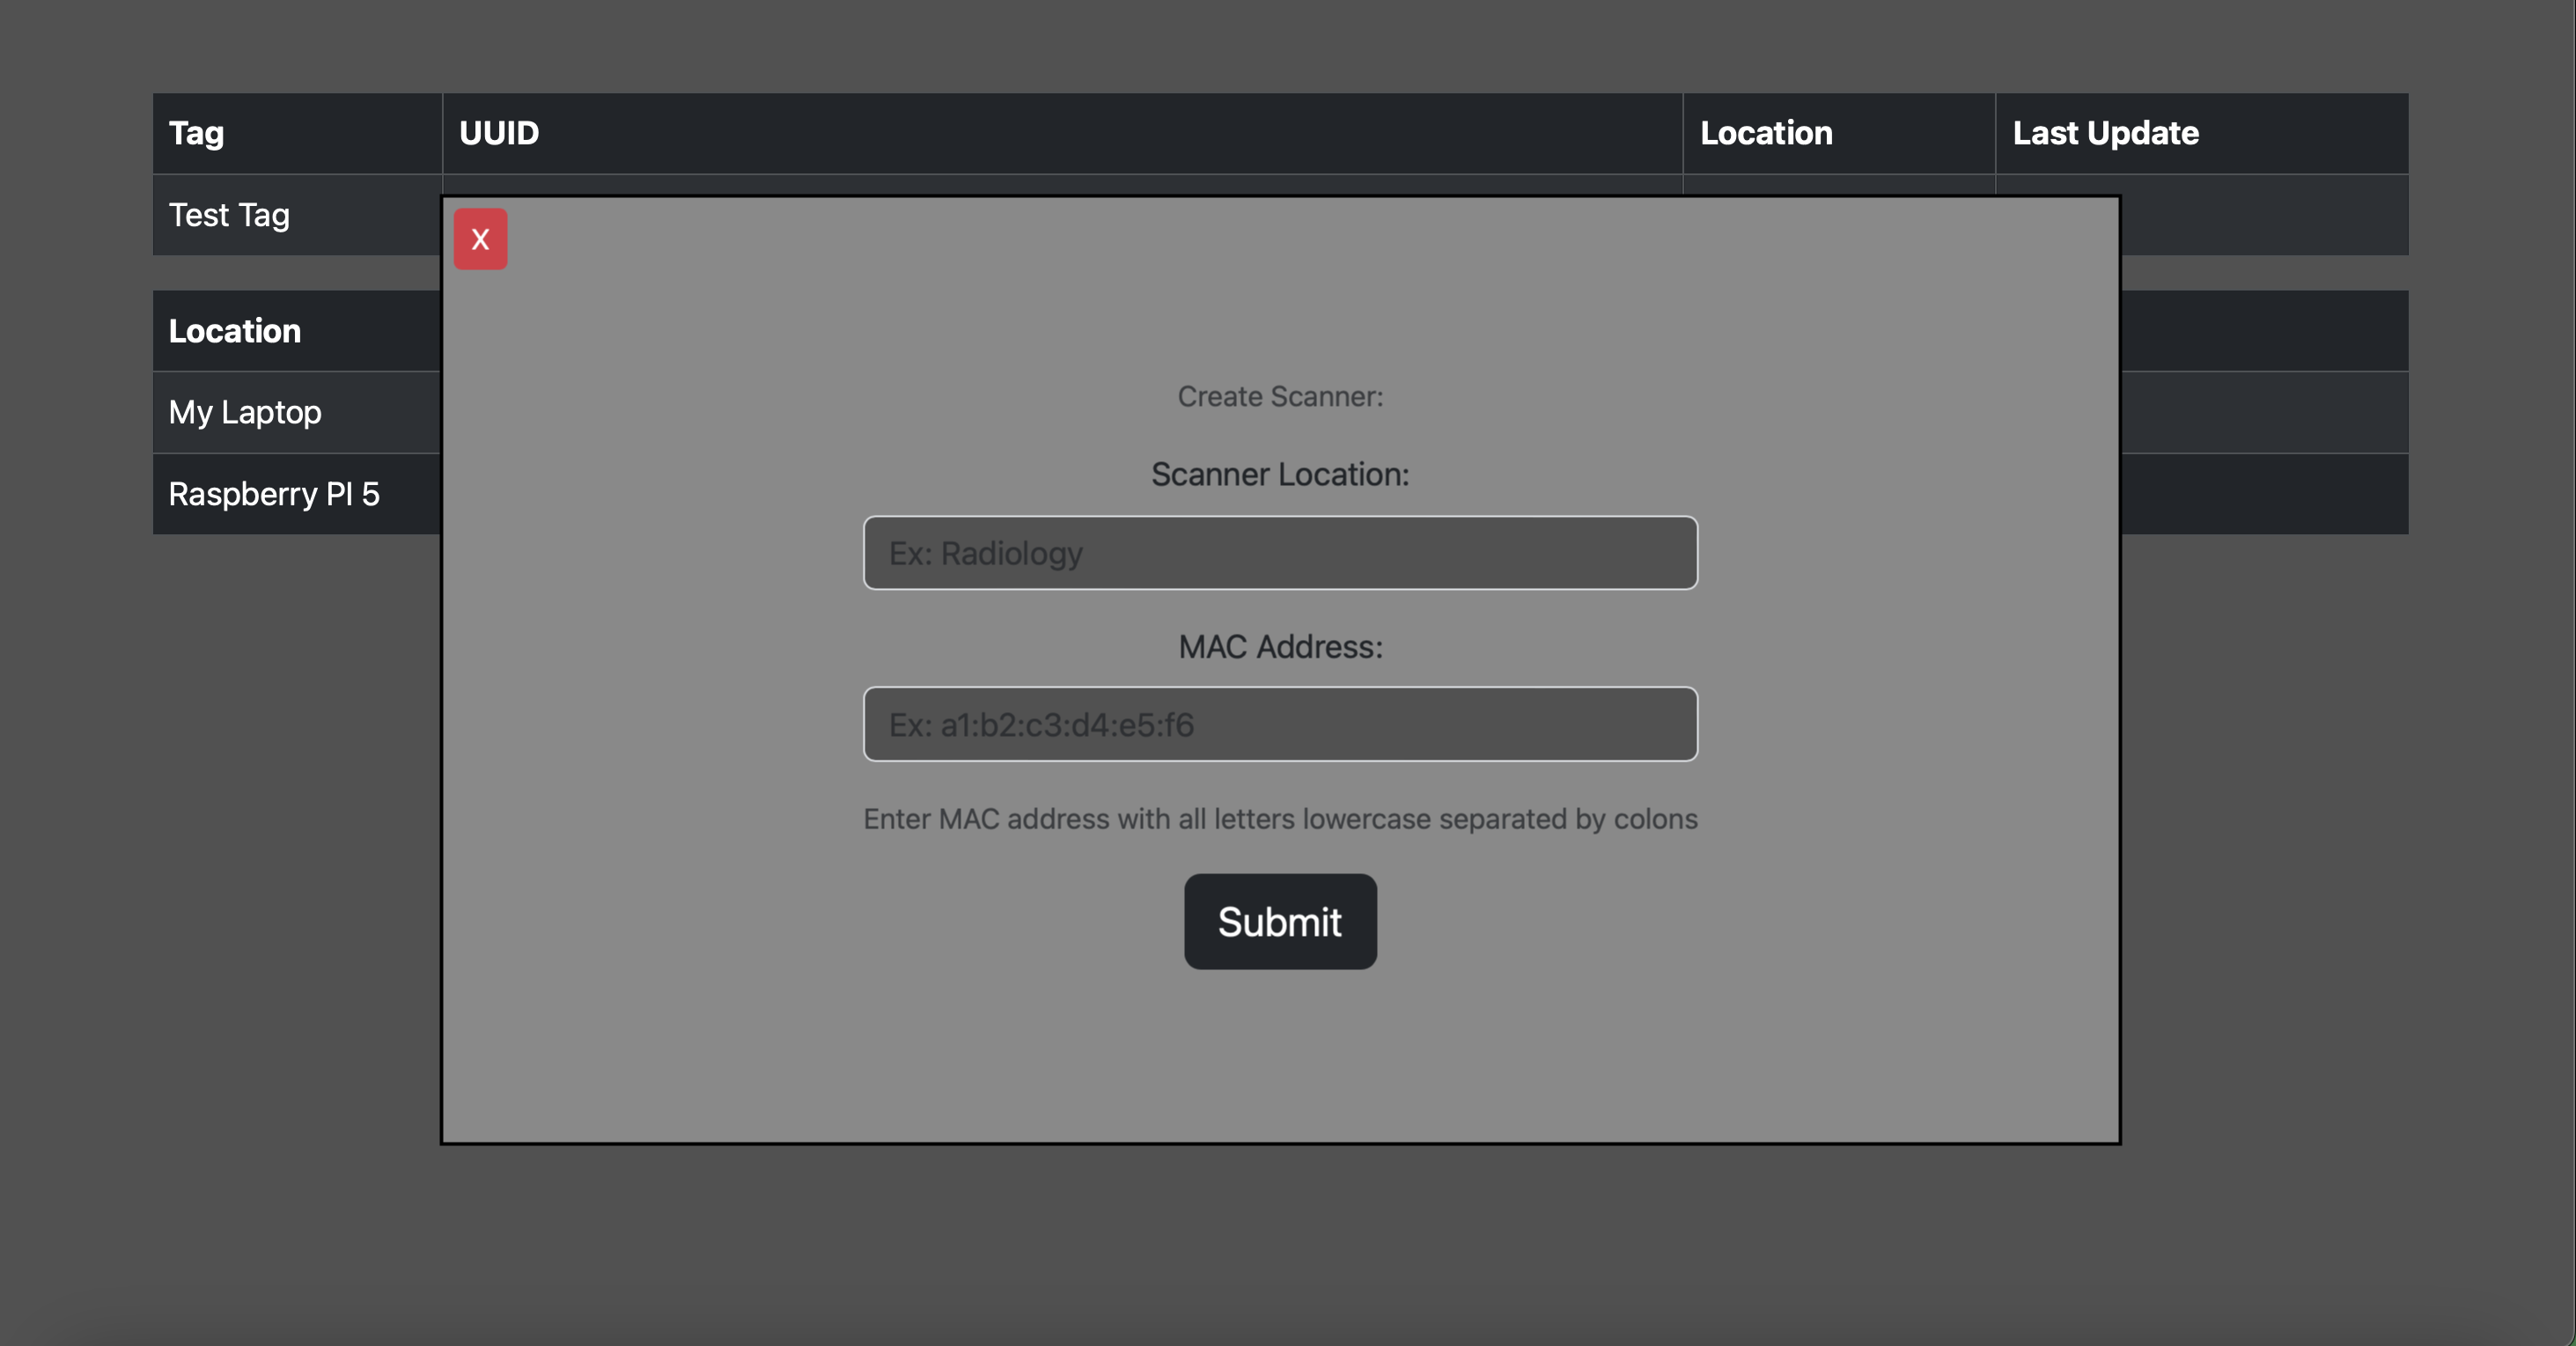 Tag UUID Location Last Update
Test Tag
X
Location
My Laptop
Raspberry PI 5
Create Scanner:
Scanner Location:
Ex: Radiology
MAC Address:
Ex: a1:b2:c3:d4:e5:f6
Enter MAC address with all letters lowercase separated by colons
Submit